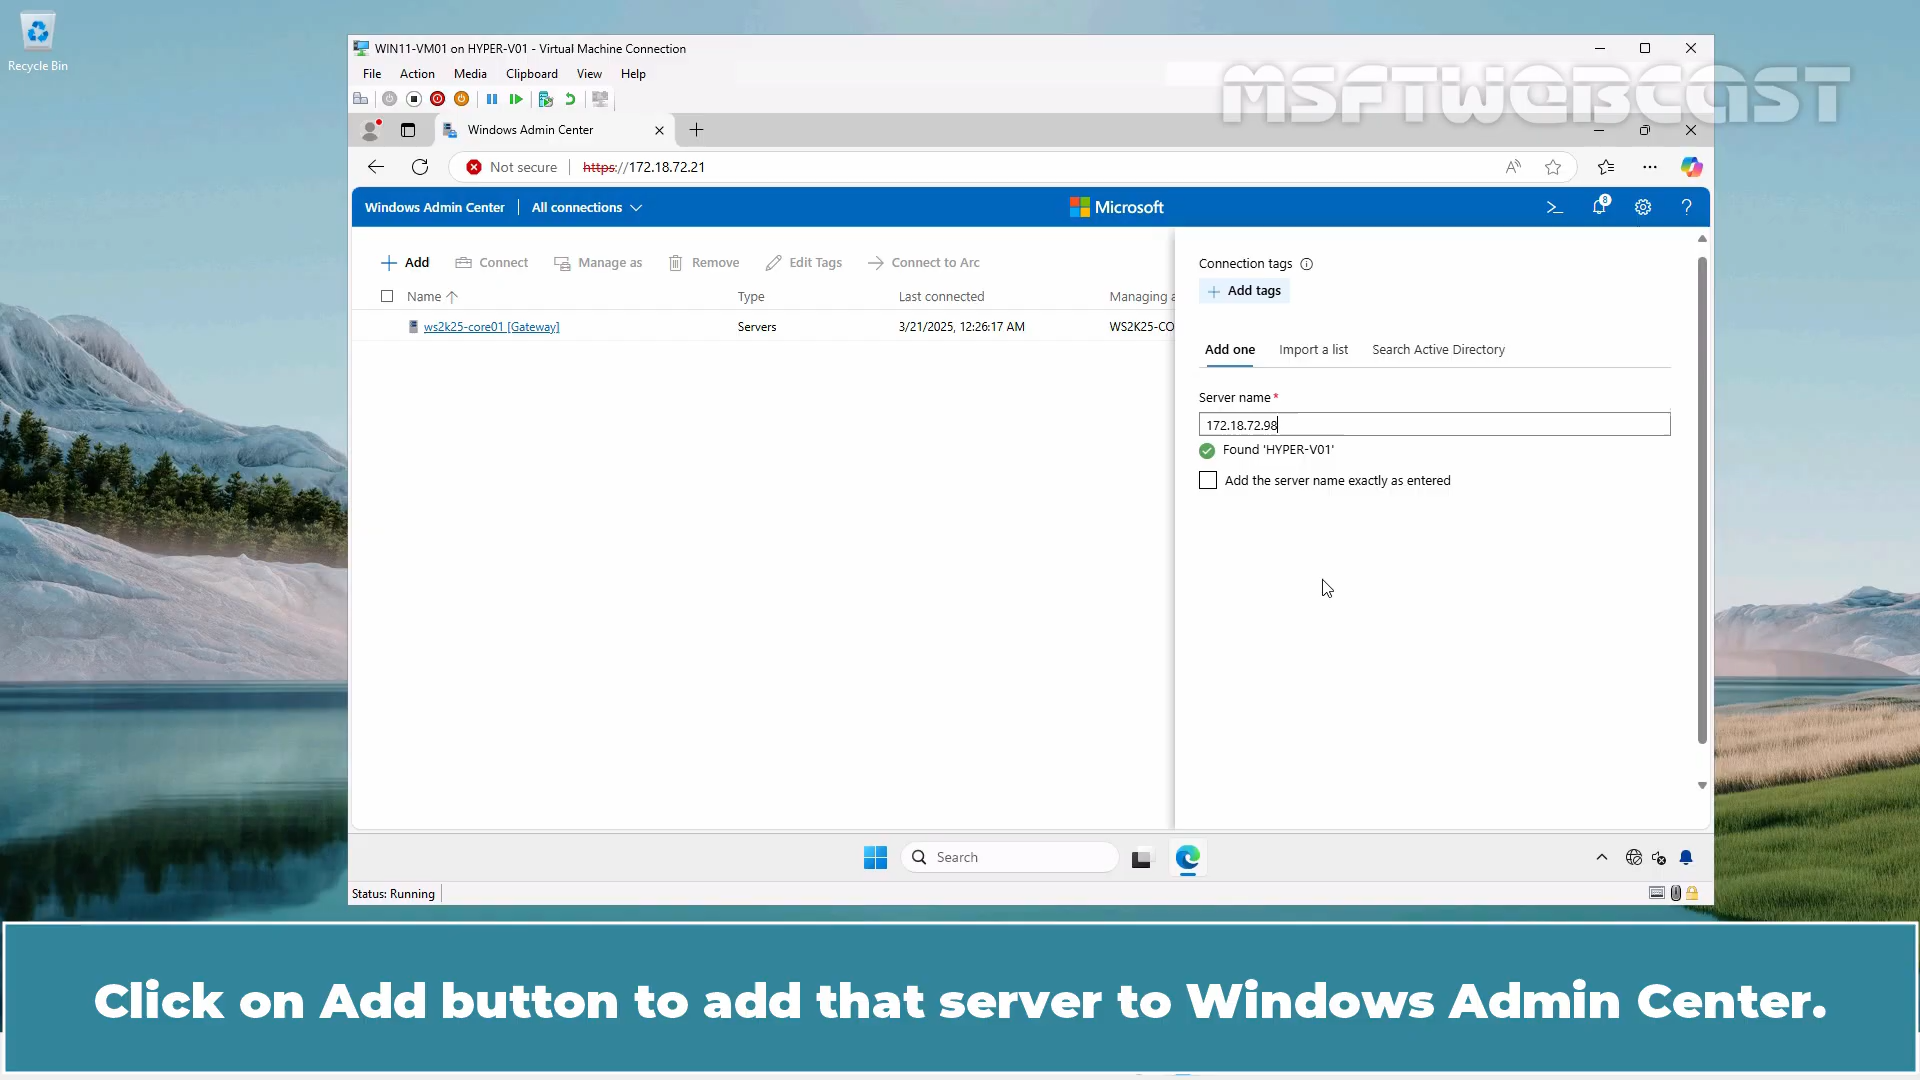 Recycle Bin
WIN11-VM01 on HYPER-V01 - Virtual Machine Connection
File Action Media Clipboard View Help
MSFTWEBCAST
Windows Admin Center
Not secure https://172.18.72.21
Windows Admin Center All connections Microsoft 8
Add Connect Manage as Remove Edit Tags Connect to Arc
Name Type Last connected Managing a
ws2k25-core01 [Gateway] Servers 3/21/2025, 12:26:17 AM WS2K25-CO
Connection tags
Add tags
Add one Import a list Search Active Directory
Server name*
172.18.72.98
Found 'HYPER-V01'
Add the server name exactly as entered
Search
Status: Running
Click on Add button to add that server to Windows Admin Center.